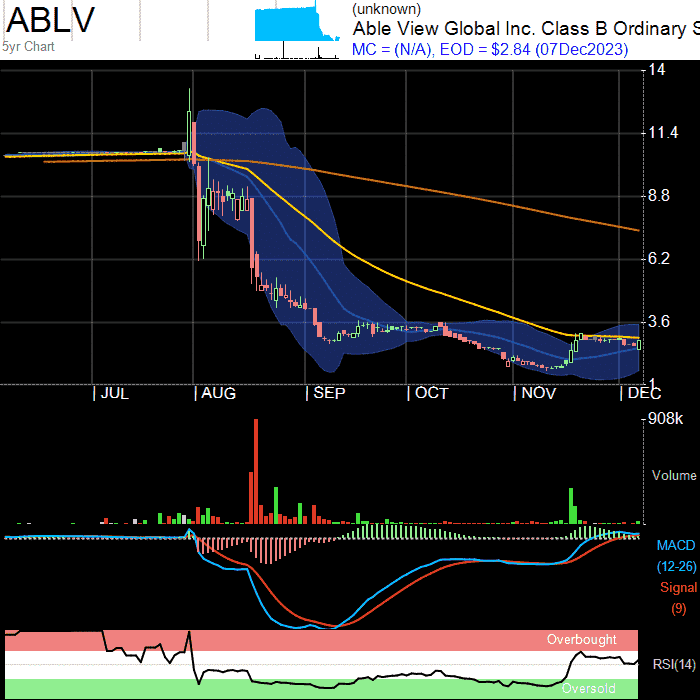 ABLV
5yr Chart
(unknown)
Able View Global Inc. Class B Ordinary S
MC = (N/A), EOD = $2.84 (07Dec2023)
14
11.4
8.8
6.2
3.6
1
JUL AUG SEP OCT NOV DEC
908k
Volume
MACD
(12-26)
Signal
(9)
Overbought
RSI(14)
Oversold